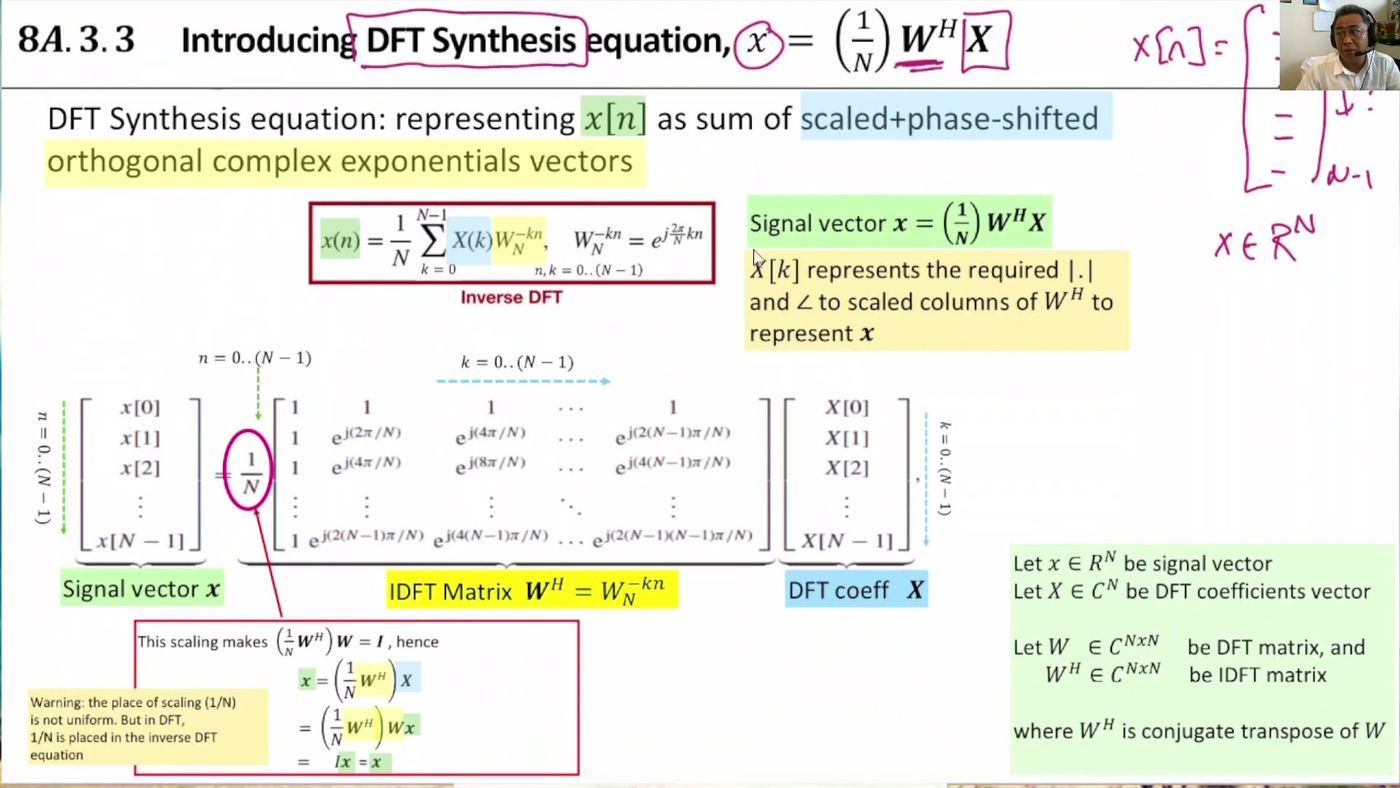 8A.3.3 Introducing DFT Synthesis equation, x = (1/N) W^H X
x[n] =
N-1
x ∈ R^N
DFT Synthesis equation: representing x[n] as sum of scaled+phase-shifted
orthogonal complex exponentials vectors
x(n) = 1/N ∑_{k = 0}^{N−1} X(k)W_N^{−kn}, W_N^{−kn} = e^{j(2π/N)kn}
n, k = 0..(N − 1)
Inverse DFT
Signal vector x = (1/N) W^H X
X[k] represents the required |.|
and ∠ to scaled columns of W^H to
represent x
n = 0..(N − 1)
k = 0..(N − 1)
n = 0..(N − 1)
x[0]
x[1]
x[2]
⋮
x[N − 1]
= 1/N
1 1 1 ⋯ 1
1 e^{j(2π/N)} e^{j(4π/N)} … e^{j(2(N−1)π/N)}
1 e^{j(4π/N)} e^{j(8π/N)} … e^{j(4(N−1)π/N)}
⋮ ⋮ ⋮ ⋱ ⋮
1 e^{j(2(N−1)π/N)} e^{j(4(N−1)π/N)} … e^{j(2(N−1)(N−1)π/N)}
X[0]
X[1]
X[2]
⋮
X[N − 1]
,
k = 0..(N − 1)
Signal vector x
IDFT Matrix W^H = W_N^{−kn}
DFT coeff X
This scaling makes (1/N W^H) W = I , hence
x = (1/N W^H) X
= (1/N W^H) Wx
= Ix = x
Warning: the place of scaling (1/N)
is not uniform. But in DFT,
1/N is placed in the inverse DFT
equation
Let x ∈ R^N be signal vector
Let X ∈ C^N be DFT coefficients vector
Let W ∈ C^{NxN} be DFT matrix, and
W^H ∈ C^{NxN} be IDFT matrix
where W^H is conjugate transpose of W